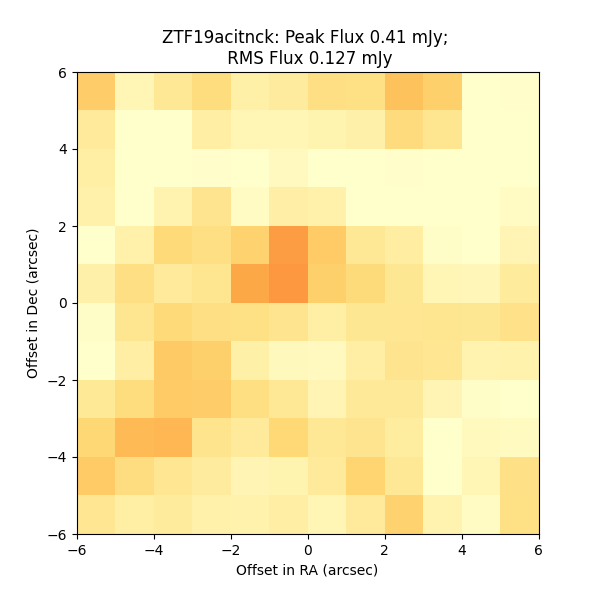 ZTF19acitnck: Peak Flux 0.41 mJy;
RMS Flux 0.127 mJy
6
4
2
0
−2
−4
−6
Offset in Dec (arcsec)
−6 −4 −2 0 2 4 6
Offset in RA (arcsec)